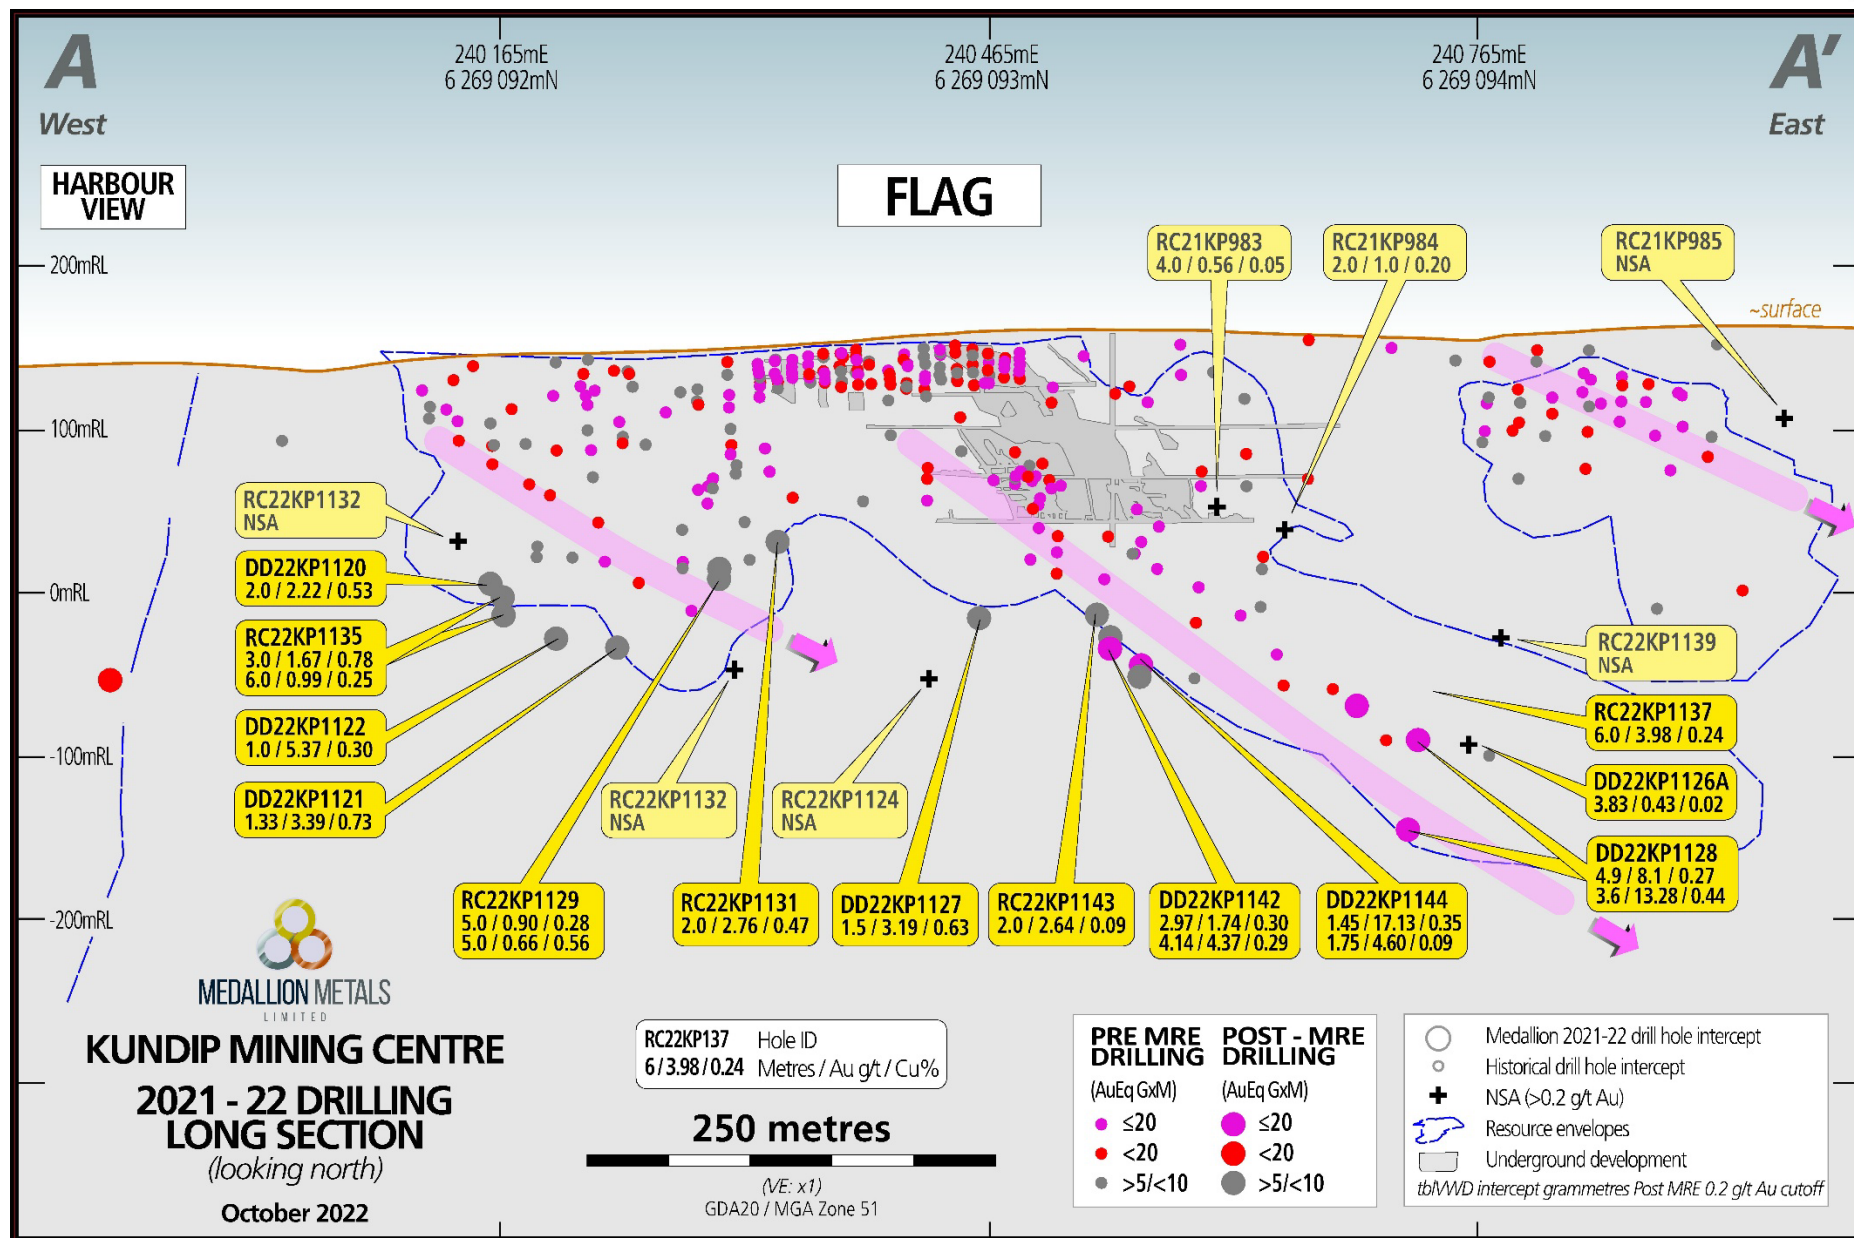 A
West
240 165mE
6 269 092mN
240 465mE
6 269 093mN
240 765mE
6 269 094mN
A'
East
HARBOUR
VIEW
FLAG
200mRL
100mRL
0mRL
-100mRL
-200mRL
~surface
RC21KP983
4.0 / 0.56 / 0.05
RC21KP984
2.0 / 1.0 / 0.20
RC21KP985
NSA
RC22KP1132
NSA
DD22KP1120
2.0 / 2.22 / 0.53
RC22KP1135
3.0 / 1.67 / 0.78
6.0 / 0.99 / 0.25
DD22KP1122
1.0 / 5.37 / 0.30
DD22KP1121
1.33 / 3.39 / 0.73
RC22KP1132
NSA
RC22KP1124
NSA
RC22KP1139
NSA
RC22KP1137
6.0 / 3.98 / 0.24
DD22KP1126A
3.83 / 0.43 / 0.02
DD22KP1128
4.9 / 8.1 / 0.27
3.6 / 13.28 / 0.44
RC22KP1129
5.0 / 0.90 / 0.28
5.0 / 0.66 / 0.56
RC22KP1131
2.0 / 2.76 / 0.47
DD22KP1127
1.5 / 3.19 / 0.63
RC22KP1143
2.0 / 2.64 / 0.09
DD22KP1142
2.97 / 1.74 / 0.30
4.14 / 4.37 / 0.29
DD22KP1144
1.45 / 17.13 / 0.35
1.75 / 4.60 / 0.09
MEDALLION METALS
LIMITED
KUNDIP MINING CENTRE
2021 - 22 DRILLING
LONG SECTION
(looking north)
October 2022
RC22KP137 Hole ID
6 / 3.98 / 0.24 Metres / Au g/t / Cu%
250 metres
(VE: x1)
GDA20 / MGA Zone 51
PRE MRE
DRILLING
(AuEq GxM)
≤20
<20
>5/<10
POST - MRE
DRILLING
(AuEq GxM)
≤20
<20
>5/<10
Medallion 2021-22 drill hole intercept
Historical drill hole intercept
NSA (>0.2 g/t Au)
Resource envelopes
Underground development
tblVWD intercept grammetres Post MRE 0.2 g/t Au cutoff